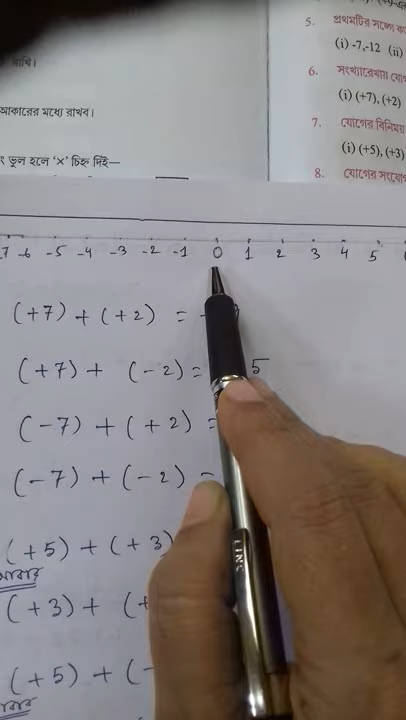 রাখি।
আকারের মধ্যে রাখব।
ভুল হলে 'x' চিহ্ন দিই—
5. প্রথমটির সঙ্গে
(i) -7,-12 (ii)
6. সংখ্যারেখায়
(i) (+7), (+2)
7. যোগের বিনিময়
(i) (+5), (+3)
8. যোগের
7 -6 -5 -4 -3 -2 -1 0 1 2 3 4 5
(+7) + (+2) =
(+7) + (-2) = 5
(-7) + (+2) =
(-7) + (-2) =
(+5) + (+3)
আবার
(+3) + (+
(+5) + (-
আবার
LINC